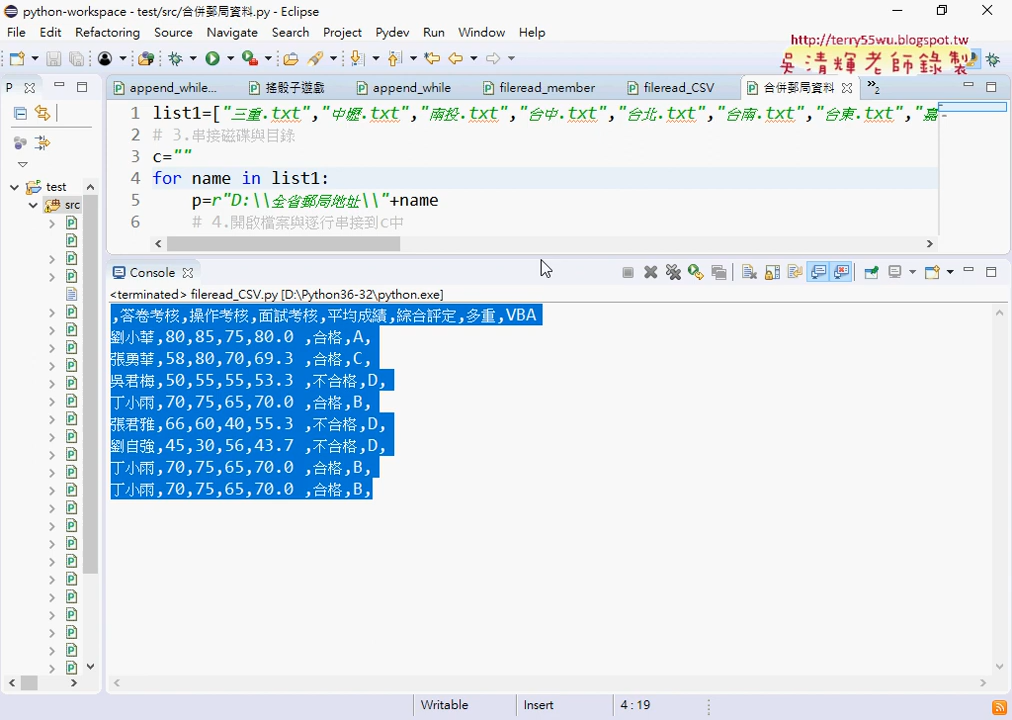 python-workspace - test/src/合併郵局資料.py - Eclipse
File Edit Refactoring Source Navigate Search Project Pydev Run Window Help
http://terry55wu.blogspot.tw
吳清輝老師錄製
P append_while... 搖骰子遊戲 append_while fileread_member fileread_CSV 合併郵局資料 »2
1 list1=["三重.txt","中壢.txt","南投.txt","台中.txt","台北.txt","台南.txt","台東.txt","嘉
2 # 3.串接磁碟與目錄
3 c=""
4 for name in list1:
5 p=r"D:\\全省郵局地址\\"+name
6 # 4.開啟檔案與逐行串接到c中
test
src
Console
<terminated> fileread_CSV.py [D:\Python36-32\python.exe]
,答卷考核,操作考核,面試考核,平均成績,綜合評定,多重,VBA
劉小華,80,85,75,80.0 ,合格,A,
張勇華,58,80,70,69.3 ,合格,C,
吳君梅,50,55,55,53.3 ,不合格,D,
丁小雨,70,75,65,70.0 ,合格,B,
張君雅,66,60,40,55.3 ,不合格,D,
劉自強,45,30,56,43.7 ,不合格,D,
丁小雨,70,75,65,70.0 ,合格,B,
丁小雨,70,75,65,70.0 ,合格,B,
Writable Insert 4 : 19